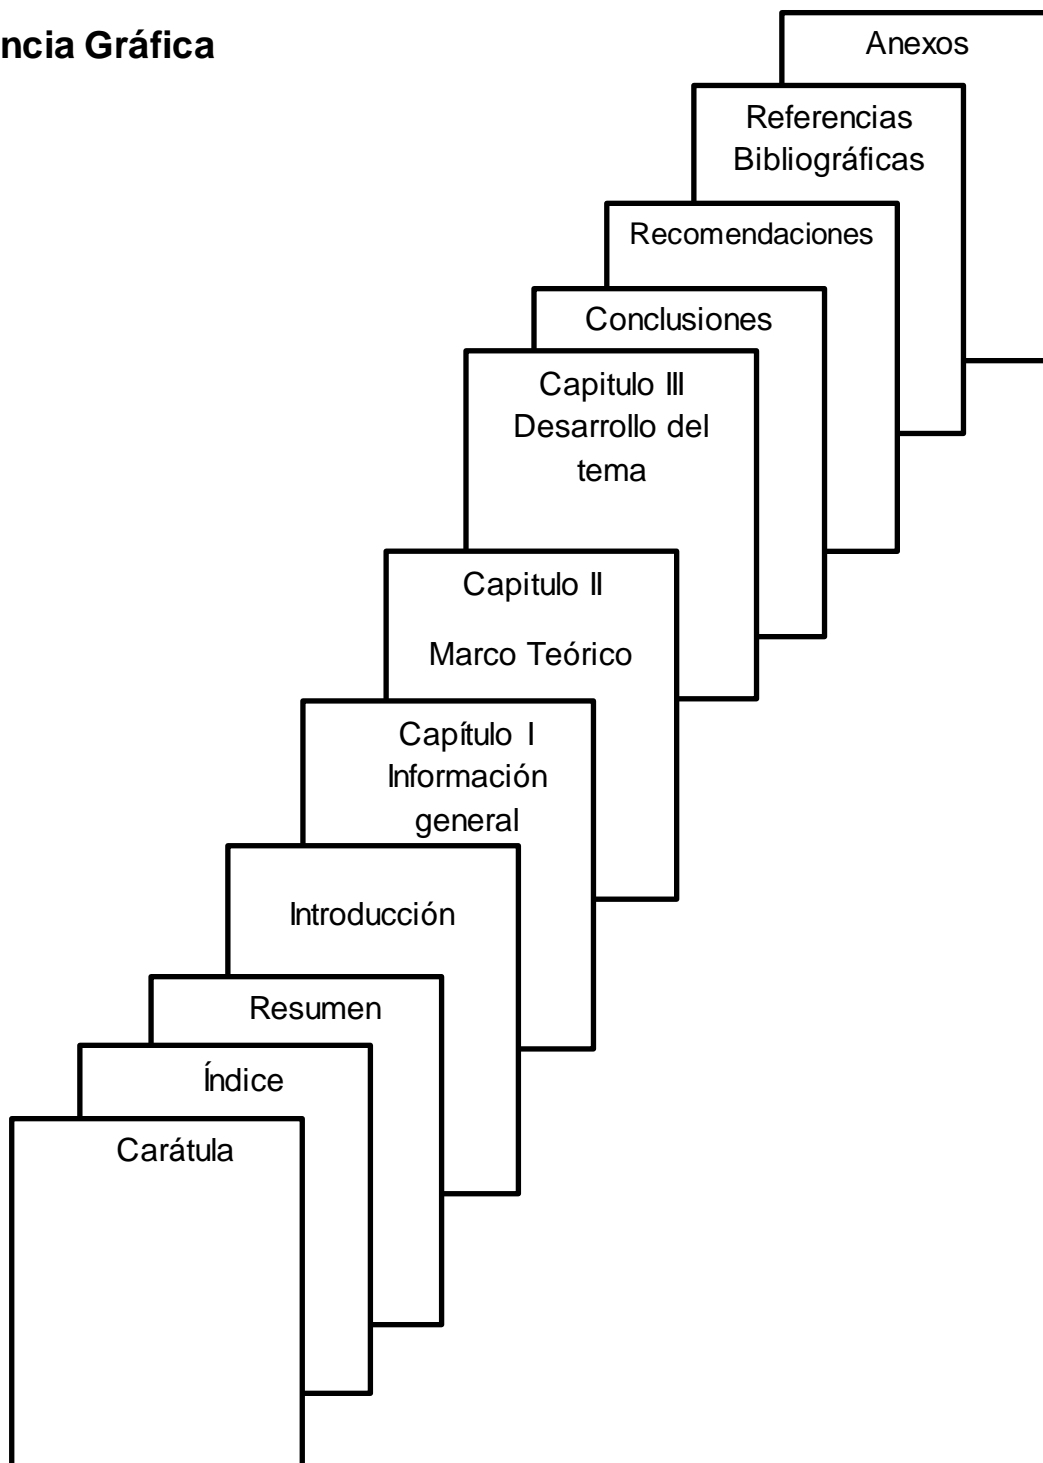 ncia Gráfica
Anexos
Referencias
Bibliográficas
Recomendaciones
Conclusiones
Capitulo III
Desarrollo del
tema
Capitulo II
Marco Teórico
Capítulo I
Información
general
Introducción
Resumen
Índice
Carátula